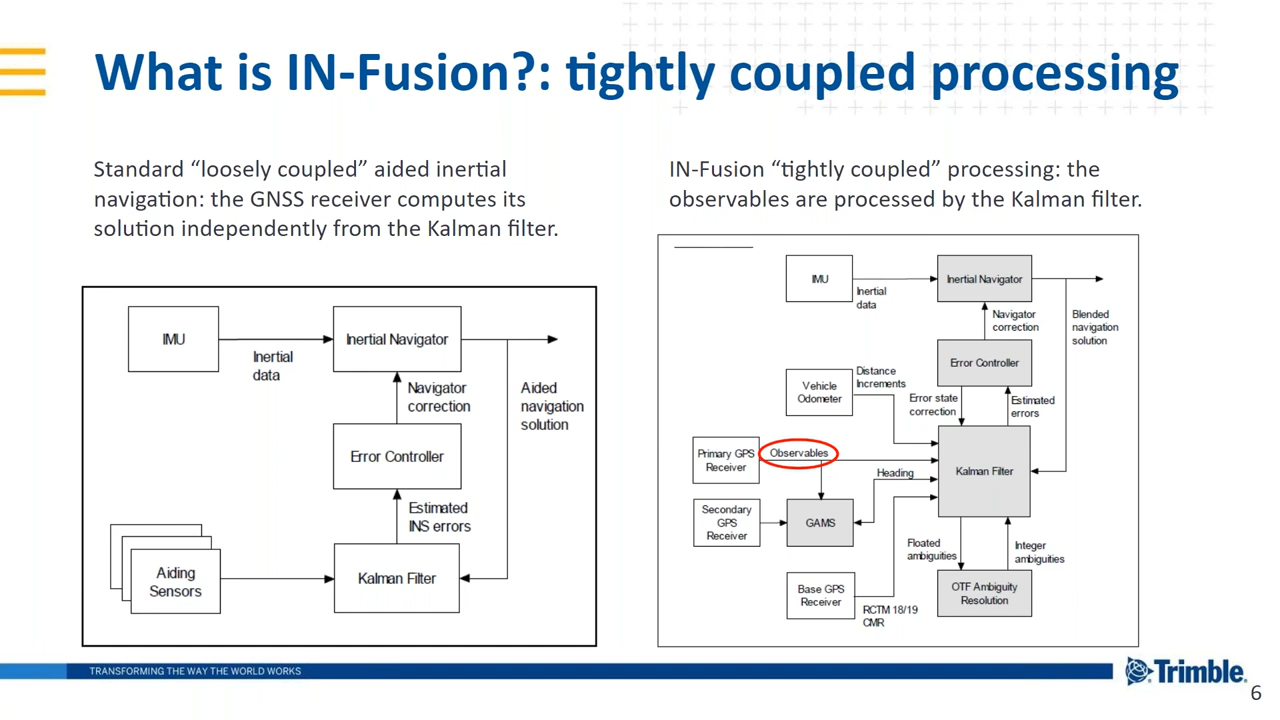 What is IN-Fusion?: tightly coupled processing
Standard “loosely coupled” aided inertial
navigation: the GNSS receiver computes its
solution independently from the Kalman filter.
IMU
Inertial
data
Inertial Navigator
Navigator
correction
Aided
navigation
solution
Error Controller
Estimated
INS errors
Aiding
Sensors
Kalman Filter
IN-Fusion “tightly coupled” processing: the
observables are processed by the Kalman filter.
IMU
Inertial
data
Inertial Navigator
Navigator
correction
Blended
navigation
solution
Error Controller
Vehicle
Odometer
Distance
Increments
Error state
correction
Estimated
errors
Primary GPS
Receiver
Observables
Kalman Filter
Heading
Secondary
GPS
Receiver
GAMS
Floated
ambiguities
Integer
ambiguities
Base GPS
Receiver
RCTM 18/19
CMR
OTF Ambiguity
Resolution
TRANSFORMING THE WAY THE WORLD WORKS
Trimble.
6